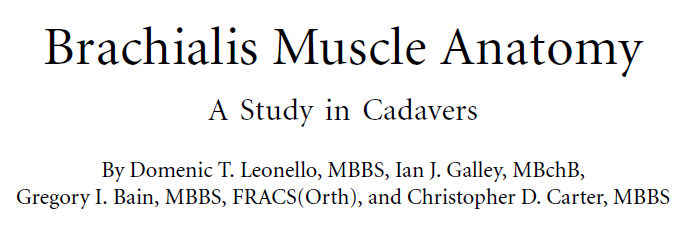 Brachialis Muscle Anatomy
A Study in Cadavers
By Domenic T. Leonello, MBBS, Ian J. Galley, MBchB,
Gregory I. Bain, MBBS, FRACS(Orth), and Christopher D. Carter, MBBS